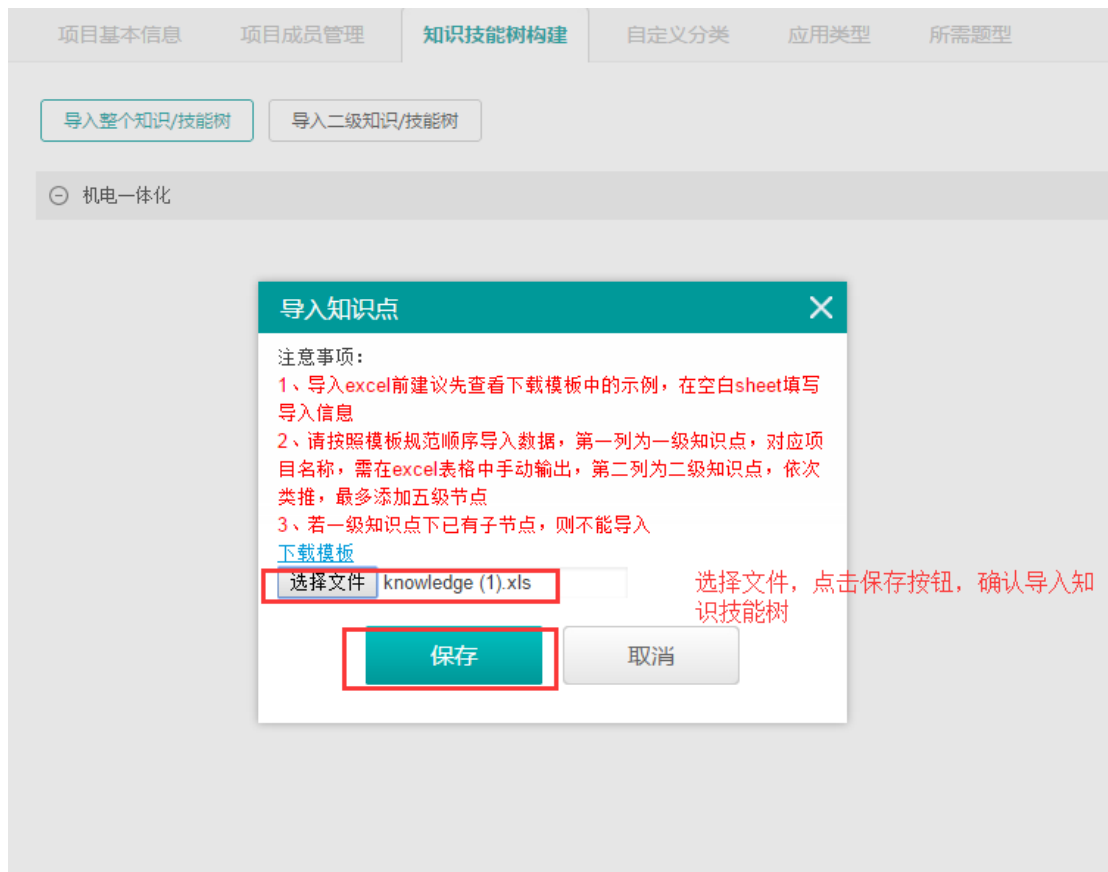 项目基本信息 项目成员管理 知识技能树构建 自定义分类 应用类型 所需题型
导入整个知识/技能树 导入二级知识/技能树
机电一体化
导入知识点
注意事项：
1、导入excel前建议先查看下载模板中的示例，在空白sheet填写
导入信息
2、请按照模板规范顺序导入数据，第一列为一级知识点，对应项
目名称，需在excel表格中手动输出，第二列为二级知识点，依次
类推，最多添加五级节点
3、若一级知识点下已有子节点，则不能导入
下载模板
选择文件 knowledge (1).xls
选择文件，点击保存按钮，确认导入知
识技能树
保存 取消